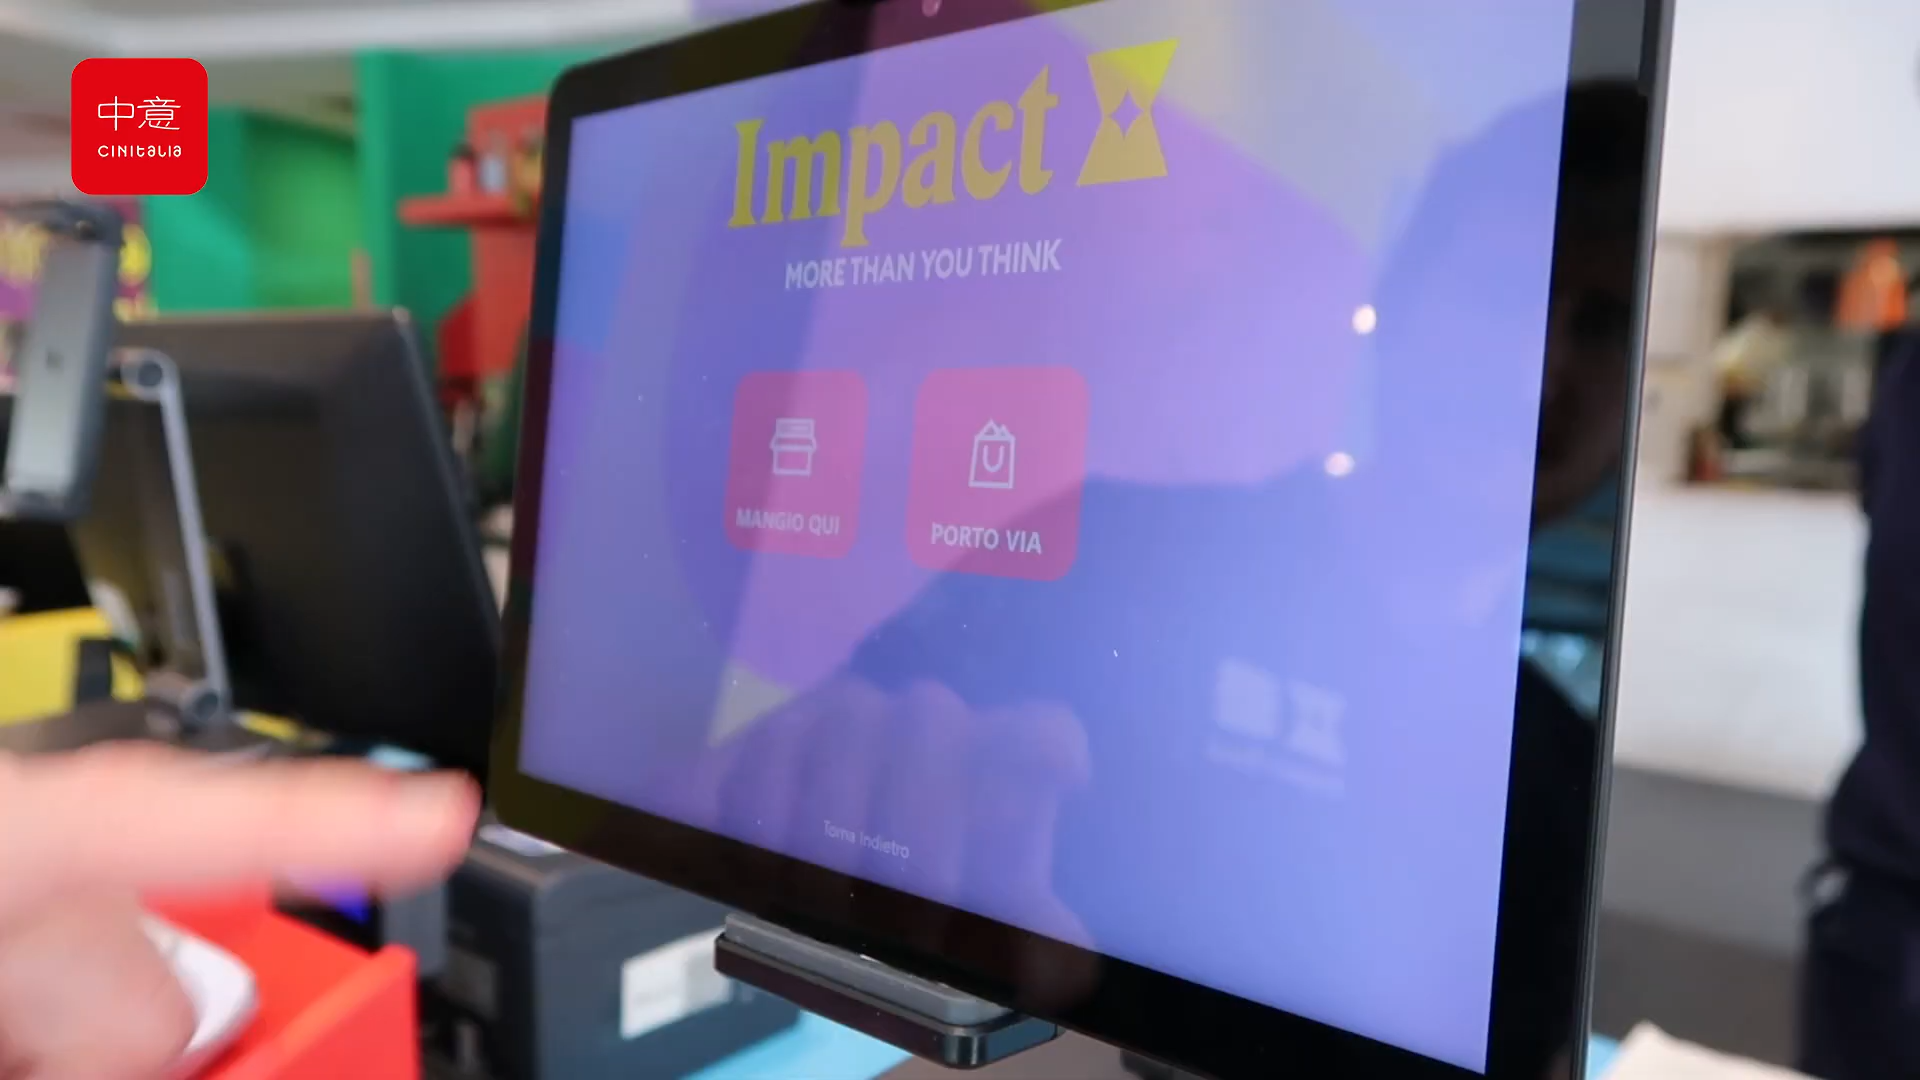 中意
CINITALIA
Impact
MORE THAN YOU THINK
MANGIO QUI
PORTO VIA
Torna Indietro